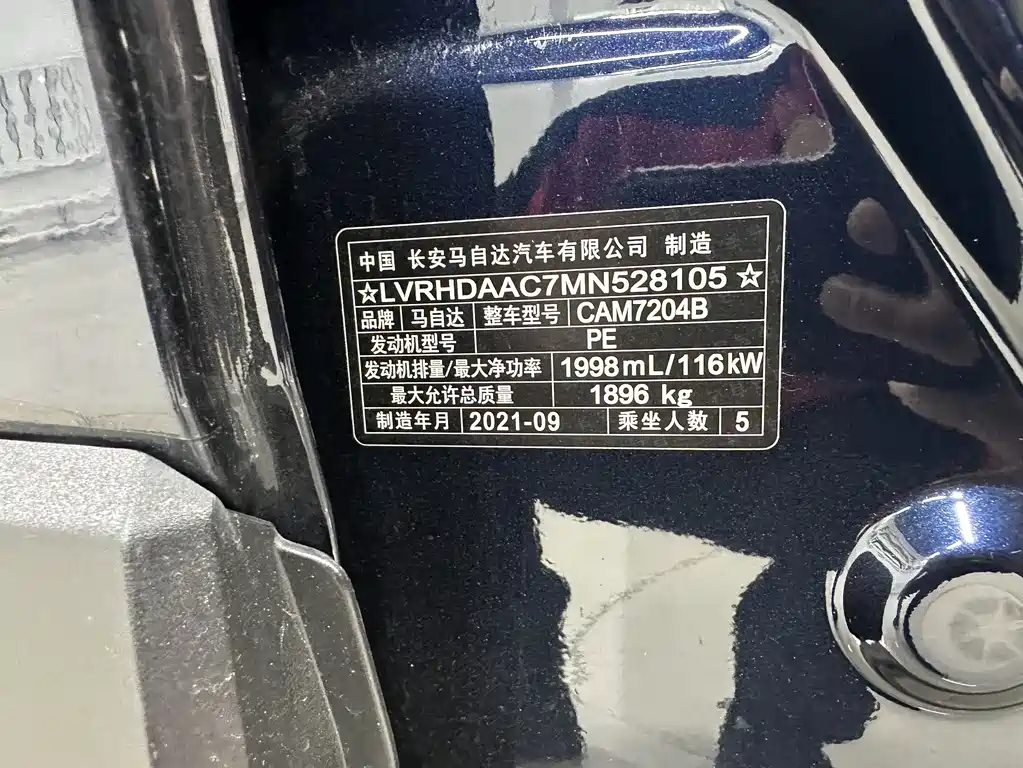 中国 长安马自达汽车有限公司 制造
☆LVRHDAAC7MN528105☆
品牌 马自达 整车型号 CAM7204B
发动机型号 PE
发动机排量/最大净功率 1998mL/116kW
最大允许总质量 1896 kg
制造年月 2021-09 乘坐人数 5